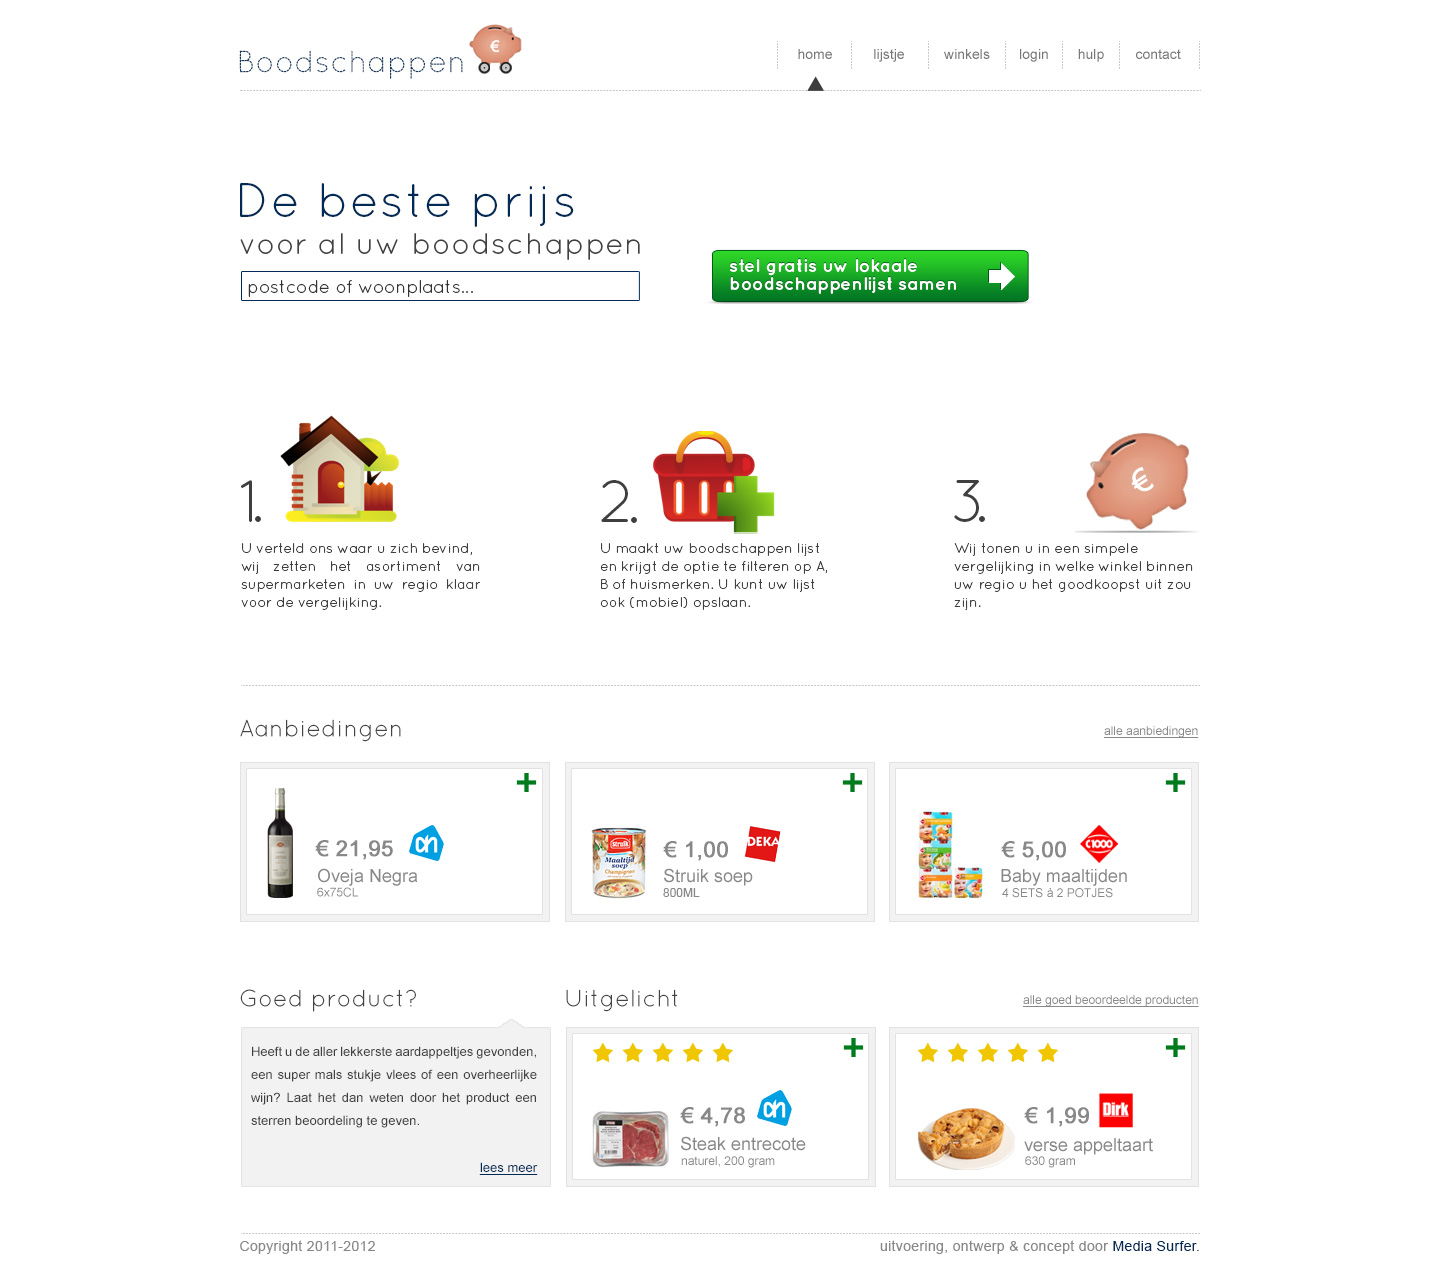 Boodschappen €
home lijstje winkels login hulp contact
De beste prijs
voor al uw boodschappen
postcode of woonplaats...
stel gratis uw lokaale
boodschappenlijst samen
1.
U verteld ons waar u zich bevind,
wij zetten het asortiment van
supermarketen in uw regio klaar
voor de vergelijking.
2.
U maakt uw boodschappen lijst
en krijgt de optie te filteren op A,
B of huismerken. U kunt uw lijst
ook (mobiel) opslaan.
3.
€
Wij tonen u in een simpele
vergelijking in welke winkel binnen
uw regio u het goedkoopst uit zou
zijn.
Aanbiedingen
alle aanbiedingen
€ 21,95
Oveja Negra
6x75CL
Struik
Maaltijd
soep
Champignon
€ 1,00 DEKA
Struik soep
800ML
€ 5,00 C1000
Baby maaltijden
4 SETS à 2 POTJES
Goed product?
Heeft u de aller lekkerste aardappeltjes gevonden,
een super mals stukje vlees of een overheerlijke
wijn? Laat het dan weten door het product een
sterren beoordeling te geven.
lees meer
Uitgelicht
alle goed beoordeelde producten
€ 4,78
Steak entrecote
naturel, 200 gram
€ 1,99 Dirk
verse appeltaart
630 gram
Copyright 2011-2012
uitvoering, ontwerp & concept door Media Surfer.